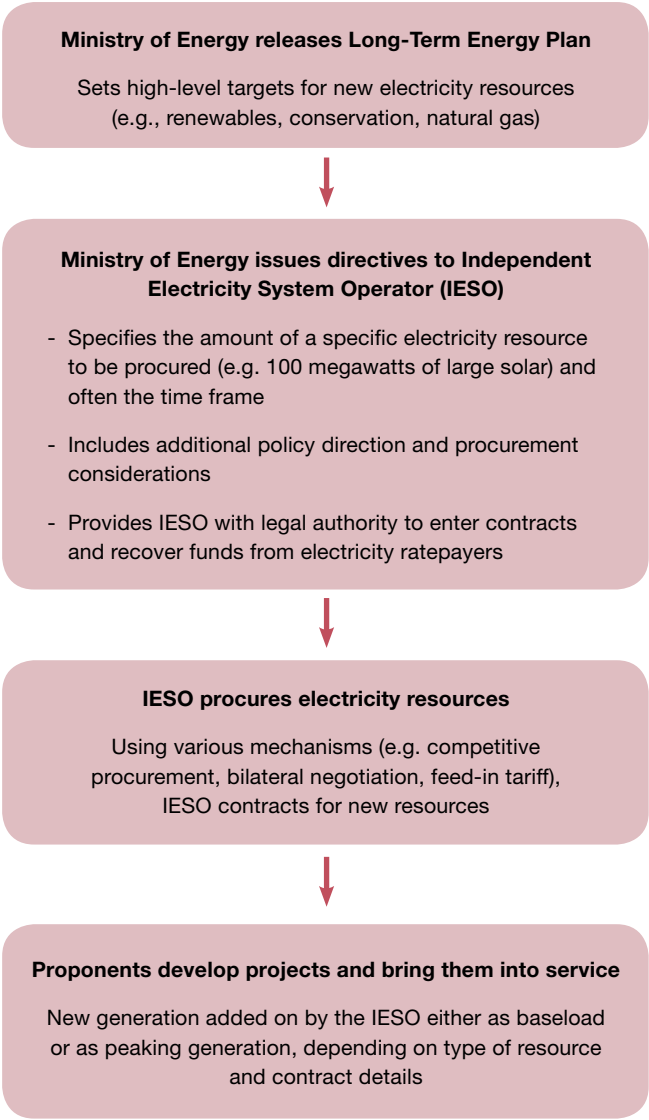 Ministry of Energy releases Long-Term Energy Plan
Sets high-level targets for new electricity resources
(e.g., renewables, conservation, natural gas)
Ministry of Energy issues directives to Independent
Electricity System Operator (IESO)
- Specifies the amount of a specific electricity resource
to be procured (e.g. 100 megawatts of large solar) and
often the time frame
- Includes additional policy direction and procurement
considerations
- Provides IESO with legal authority to enter contracts
and recover funds from electricity ratepayers
IESO procures electricity resources
Using various mechanisms (e.g. competitive
procurement, bilateral negotiation, feed-in tariff),
IESO contracts for new resources
Proponents develop projects and bring them into service
New generation added on by the IESO either as baseload
or as peaking generation, depending on type of resource
and contract details